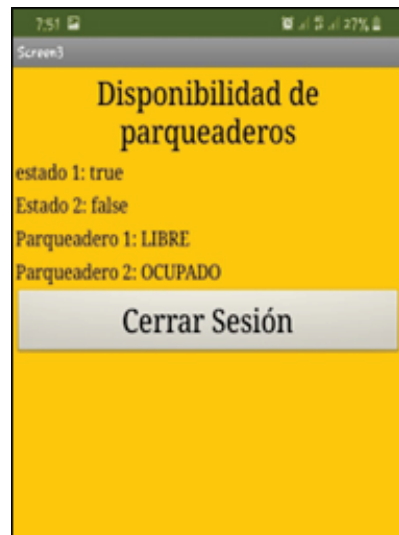 7:51 27%
Screen3
Disponibilidad de
parqueaderos
estado 1: true
Estado 2: false
Parqueadero 1: LIBRE
Parqueadero 2: OCUPADO
Cerrar Sesión